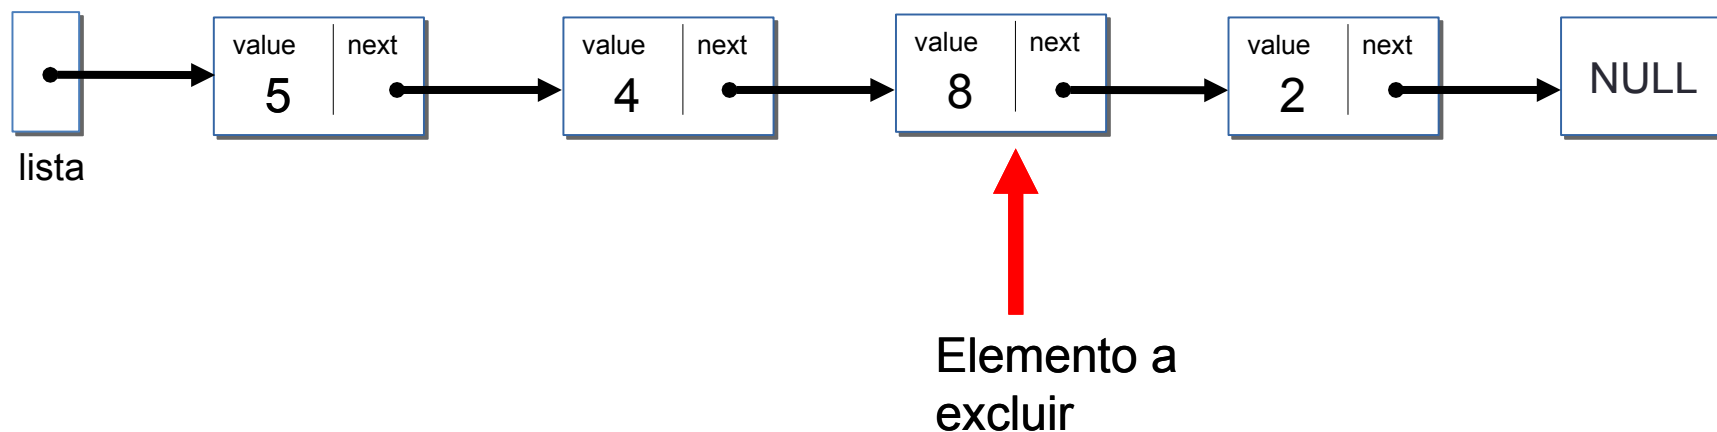 value next
5
value next
4
value next
8
value next
2
NULL
lista
Elemento a
excluir